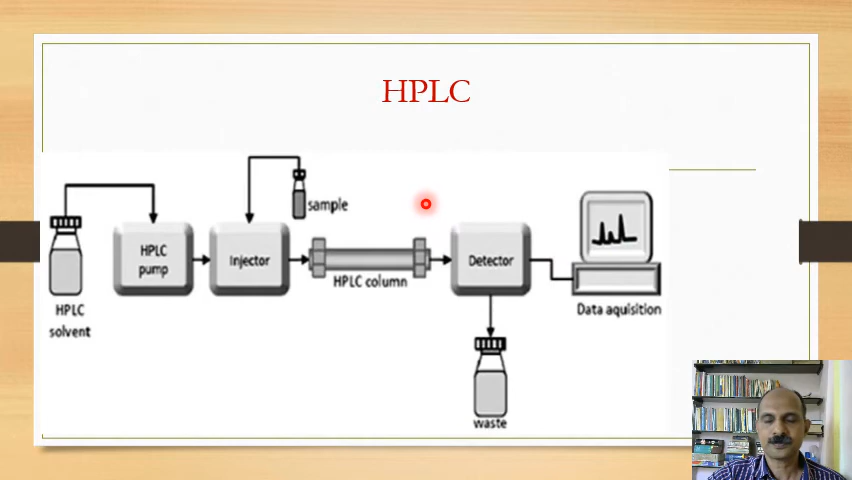 HPLC
sample
HPLC
pump
Injector
HPLC column
Detector
HPLC
solvent
Data aquisition
waste